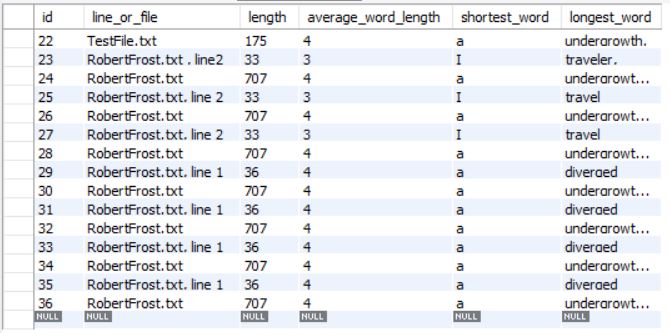 id line_or_file length average_word_length shortest_word longest_word
22 TestFile.txt 175 4 a undergrowth.
23 RobertFrost.txt , line2 33 3 I traveler,
24 RobertFrost.txt 707 4 a undergrowt...
25 RobertFrost.txt, line 2 33 3 I travel
26 RobertFrost.txt 707 4 a undergrowt...
27 RobertFrost.txt, line 2 33 3 I travel
28 RobertFrost.txt 707 4 a undergrowt...
29 RobertFrost.txt, line 1 36 4 a diverged
30 RobertFrost.txt 707 4 a undergrowt...
31 RobertFrost.txt, line 1 36 4 a diverged
32 RobertFrost.txt 707 4 a undergrowt...
33 RobertFrost.txt, line 1 36 4 a diverged
34 RobertFrost.txt 707 4 a undergrowt...
35 RobertFrost.txt, line 1 36 4 a diverged
36 RobertFrost.txt 707 4 a undergrowt...
NULL NULL NULL NULL NULL NULL